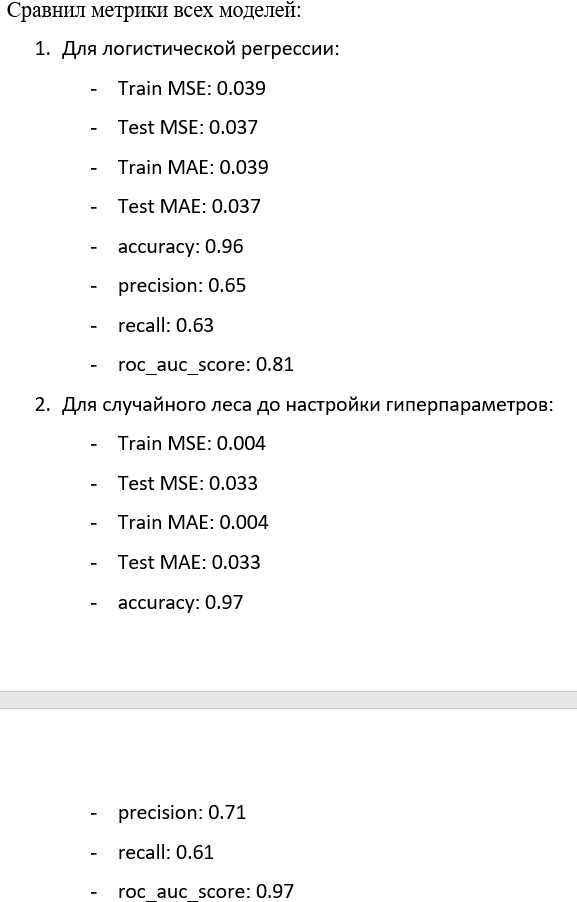 Сравнил метрики всех моделей:
1. Для логистической регрессии:
- Train MSE: 0.039
- Test MSE: 0.037
- Train MAE: 0.039
- Test MAE: 0.037
- accuracy: 0.96
- precision: 0.65
- recall: 0.63
- roc_auc_score: 0.81
2. Для случайного леса до настройки гиперпараметров:
- Train MSE: 0.004
- Test MSE: 0.033
- Train MAE: 0.004
- Test MAE: 0.033
- accuracy: 0.97
- precision: 0.71
- recall: 0.61
- roc_auc_score: 0.97